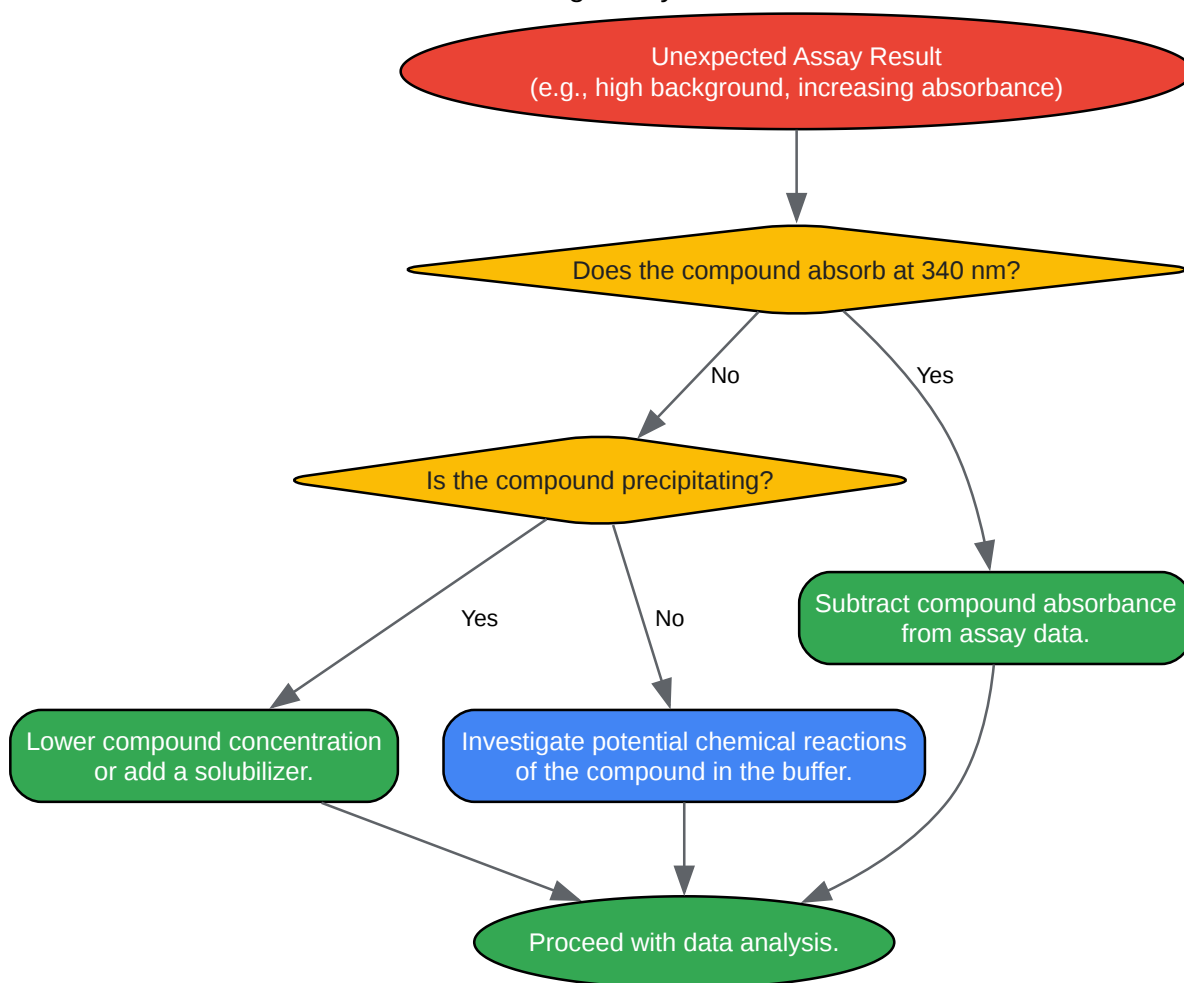 Unexpected Assay Result
(e.g., high background, increasing absorbance)
Does the compound absorb at 340 nm?
No
Yes
Is the compound precipitating?
Yes
No
Subtract compound absorbance
from assay data.
Lower compound concentration
or add a solubilizer.
Investigate potential chemical reactions
of the compound in the buffer.
Proceed with data analysis.